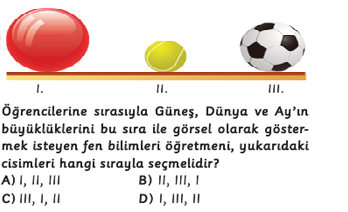 I. II. III.
Öğrencilerine sırasıyla Güneş, Dünya ve Ay'ın
büyüklüklerini bu sıra ile görsel olarak göster-
mek isteyen fen bilimleri öğretmeni, yukarıdaki
cisimleri hangi sırayla seçmelidir?
A) I, II, III B) II, III, I
C) III, I, II D) I, III, II